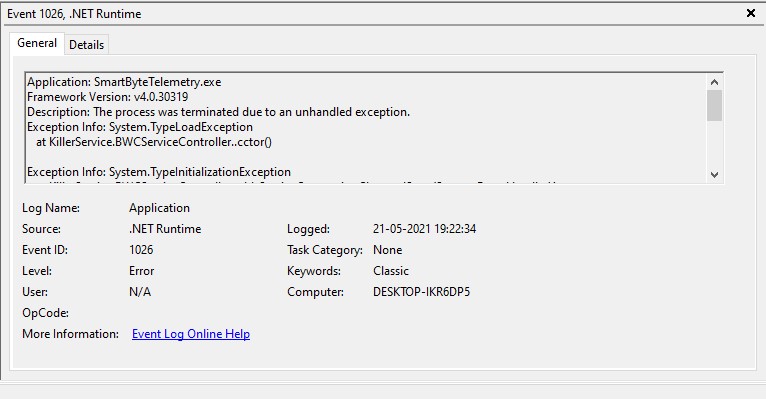 Event 1026, .NET Runtime
General Details
Application: SmartByteTelemetry.exe
Framework Version: v4.0.30319
Description: The process was terminated due to an unhandled exception.
Exception Info: System.TypeLoadException
at KillerService.BWCServiceController..cctor()
Exception Info: System.TypeInitializationException
Log Name: Application
Source: .NET Runtime Logged: 21-05-2021 19:22:34
Event ID: 1026 Task Category: None
Level: Error Keywords: Classic
User: N/A Computer: DESKTOP-IKR6DP5
OpCode:
More Information: Event Log Online Help